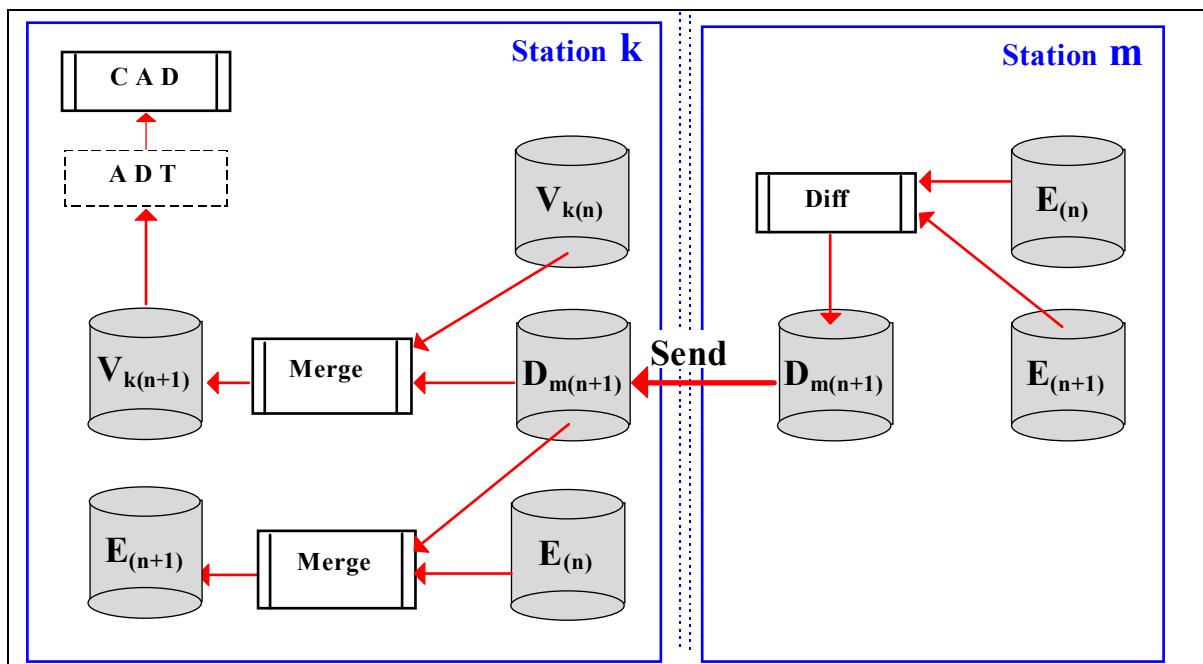 Station k
Station m
C A D
A D T
V k(n)
Diff
E (n)
Send
V k(n+1)
Merge
D m(n+1)
D m(n+1)
E (n+1)
E (n+1)
Merge
E (n)